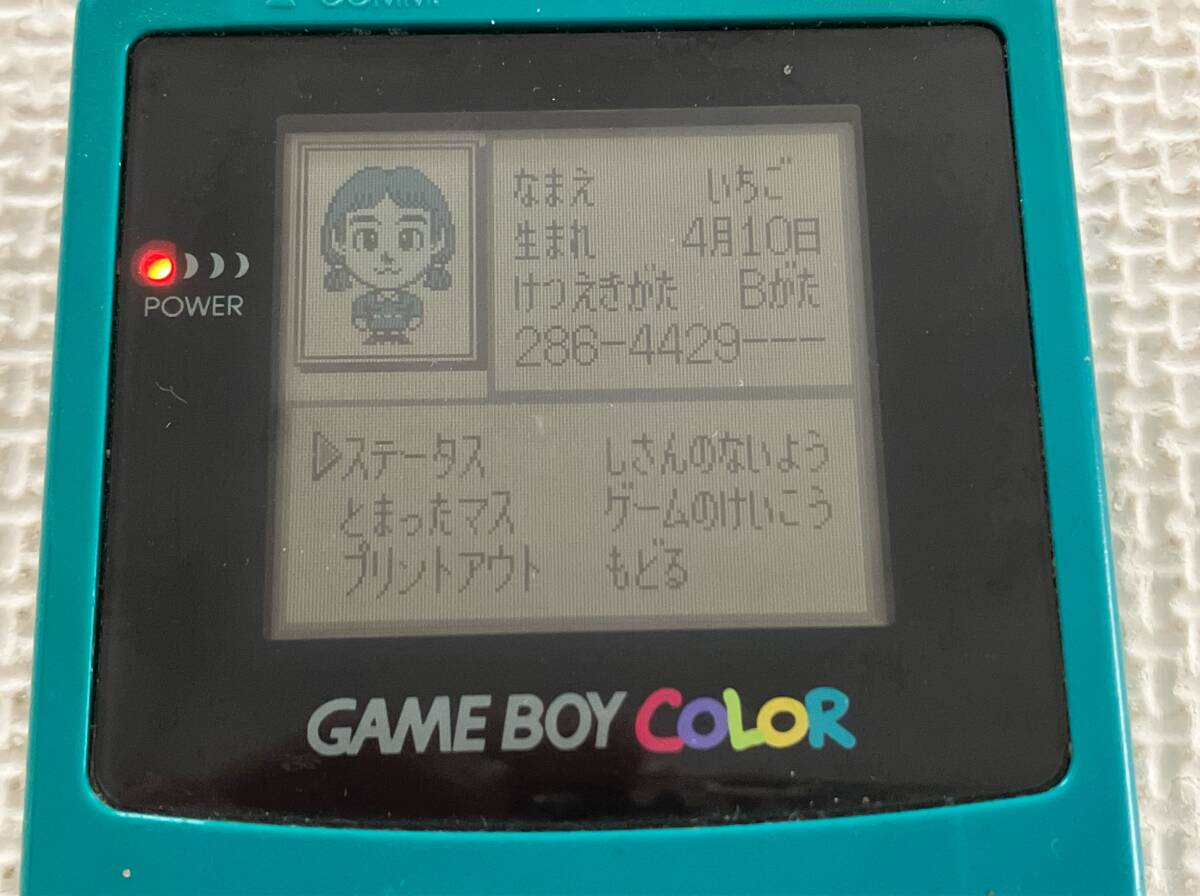 COMM.
POWER
なまえ いちご
生まれ 4月10日
けつえきがた Bがた
286-4429---
▷ステータス しさんのないよう
とまったマス ゲームのけいこう
プリントアウト もどる
GAME BOY COLOR